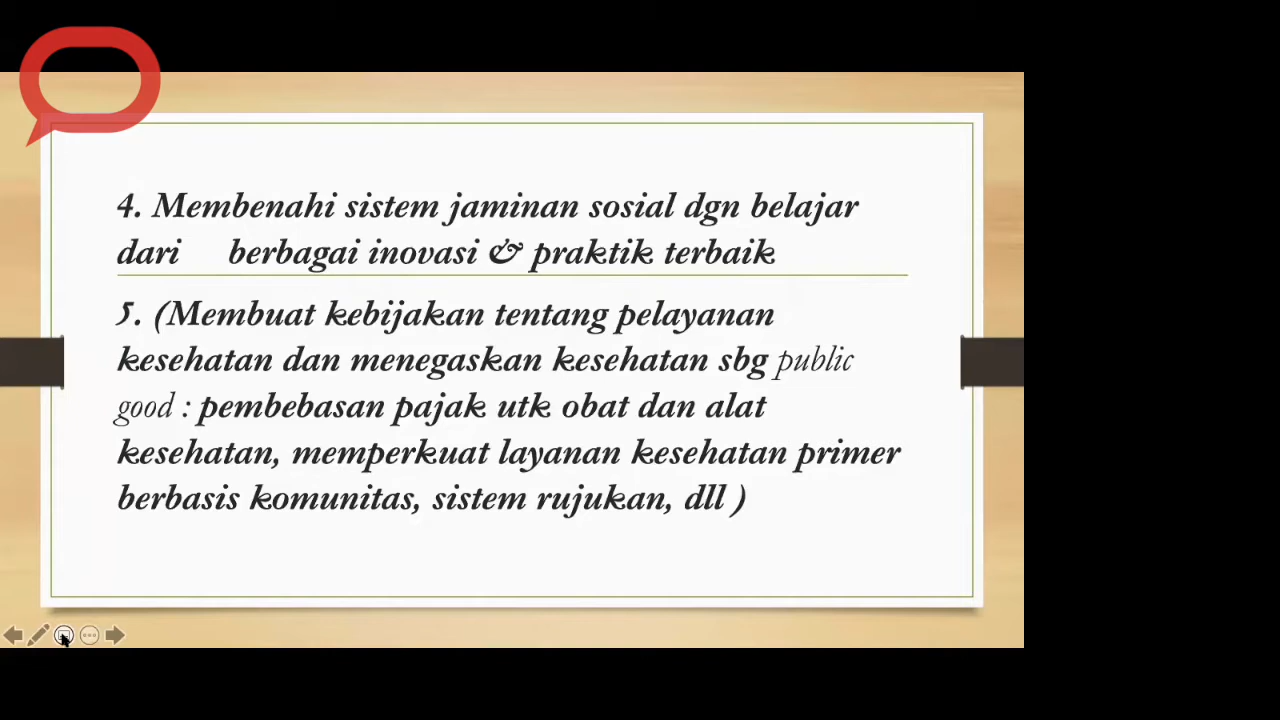 4. Membenahi sistem jaminan sosial dgn belajar
dari berbagai inovasi & praktik terbaik
5. (Membuat kebijakan tentang pelayanan
kesehatan dan menegaskan kesehatan sbg public
good : pembebasan pajak utk obat dan alat
kesehatan, memperkuat layanan kesehatan primer
berbasis komunitas, sistem rujukan, dll )